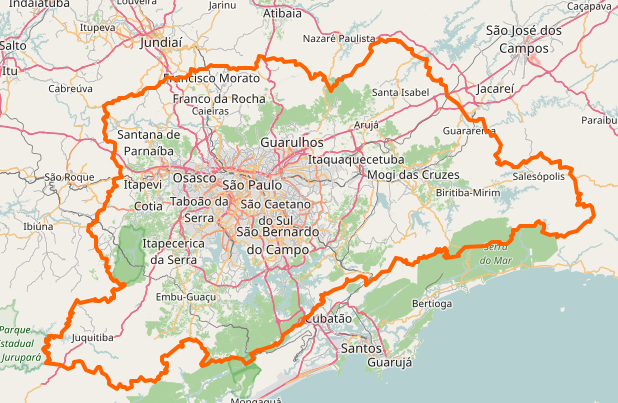 Indaiatuba
Louveira
Jarinu
Atibaia
Caçapava
Itupeva
Jundiaí
Nazaré Paulista
São José dos
Campos
Salto
Itu
Cabreúva
Francisco Morato
Franco da Rocha
Caieiras
Santa Isabel
Jacareí
Santana de
Parnaíba
Guarulhos
Arujá
Guararema
Paraibu
São Roque
Itapevi
Osasco
São Paulo
Itaquaquecetuba
Mogi das Cruzes
Salesópolis
Cotia
Taboão da
Serra
São Caetano
do Sul
Biritiba-Mirim
Ibiúna
Itapecerica
da Serra
São Bernardo
do Campo
serra
do Mar
Embu-Guaçu
Bertioga
Parque
Estadual
Jurupará
Juquitiba
Cubatão
Santos
Guarujá
Mongaguá